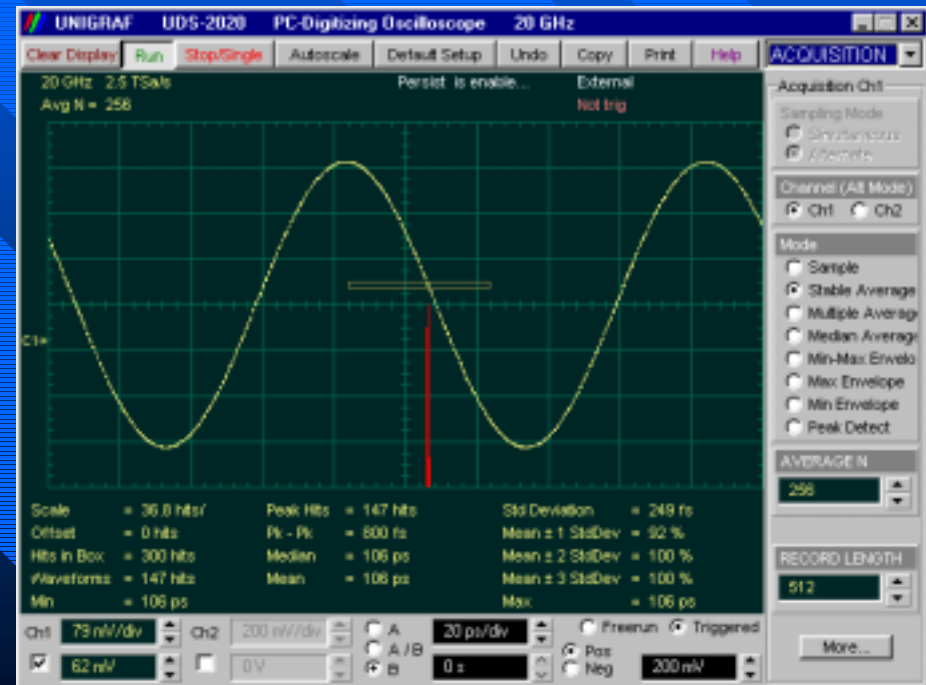 UNIGRAF UDS-2020 PC-Digitizing Oscilloscope 20 GHz
Clear Display Run Stop/Single Autoscale Default Setup Undo Copy Print Help ACQUISITION
20 GHz 2.5 TSa/s Persist is enable... External
Avg N = 256 Not trig
Acquisition Ch1
Sampling Mode
Simultaneous
Alternate
Channel (Alt Mode)
Ch1 Ch2
Mode
Sample
Stable Average
Multiple Averag
Median Averag
Min-Max Envelo
Max Envelope
Min Envelope
Peak Detect
C1=
AVERAGE N
256
RECORD LENGTH
512
More...
Scale = 36.8 hits/ Peak Hits = 147 hits Std Deviation = 249 fs
Offset = 0 hits Pk - Pk = 800 fs Mean ± 1 StdDev = 92 %
Hits in Box = 300 hits Median = 106 ps Mean ± 2 StdDev = 100 %
Waveforms = 147 hits Mean = 106 ps Mean ± 3 StdDev = 100 %
Min = 106 ps Max = 106 ps
Ch1 79 mV/div Ch2 200 mV/div A 20 ps/div Freerun Triggered
A / B Pos
62 mV 0 V B 0 s Neg 200 mV